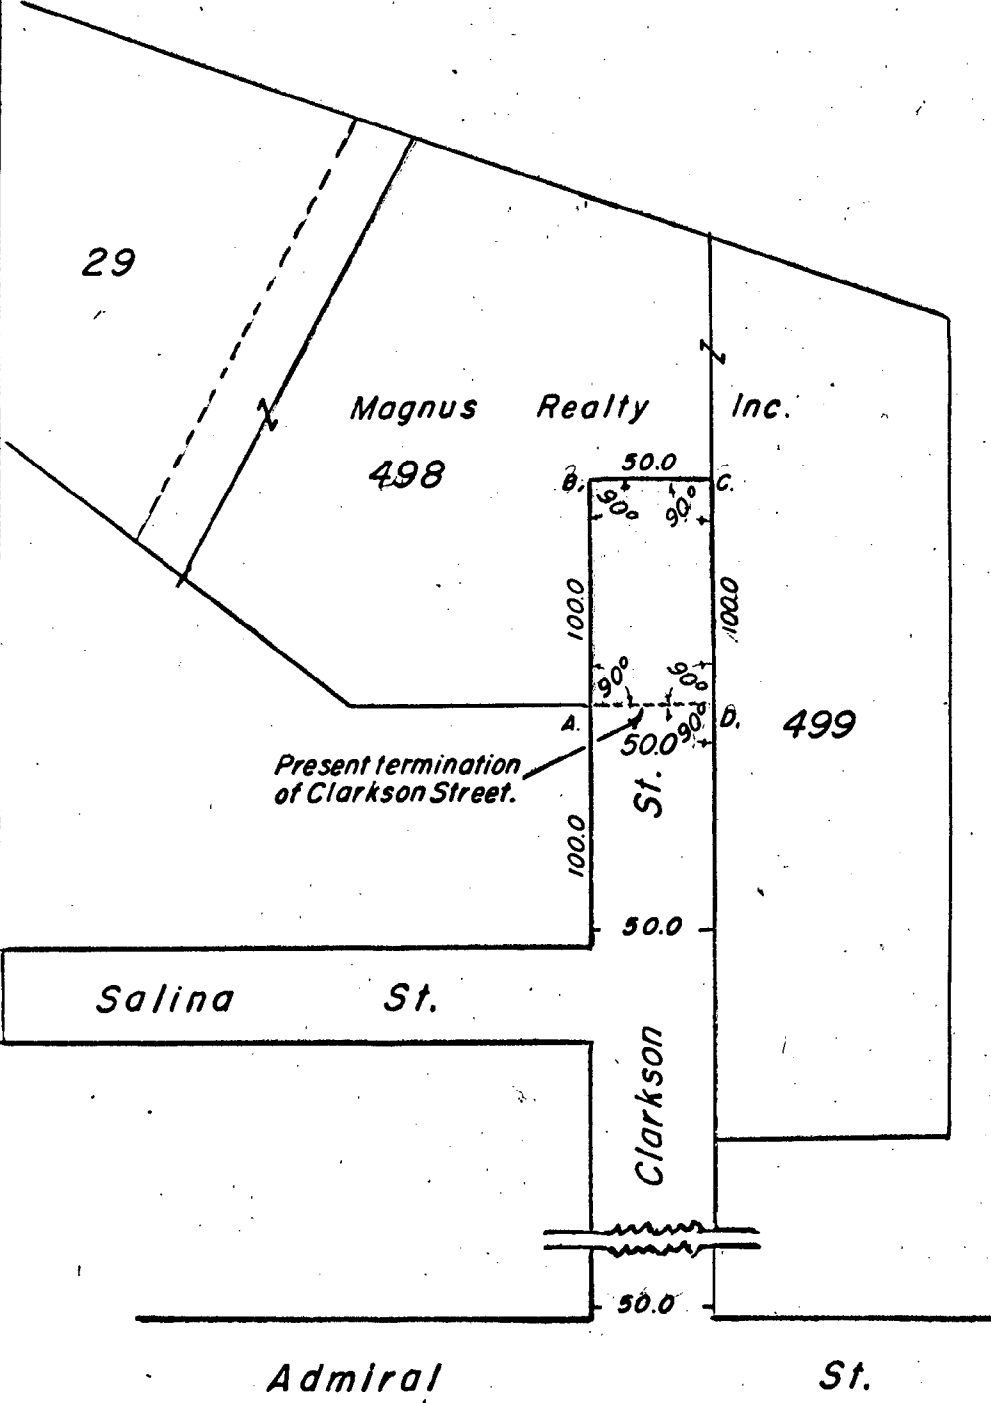 29
Magnus Realty Inc.
498
50.0
B.
C.
90°
90°
100.0
100.0
90°
90°
A.
D.
499
90°
50.0
Present termination
of Clarkson Street.
St.
100.0
50.0
Salina St.
Clarkson
50.0
Admiral St.